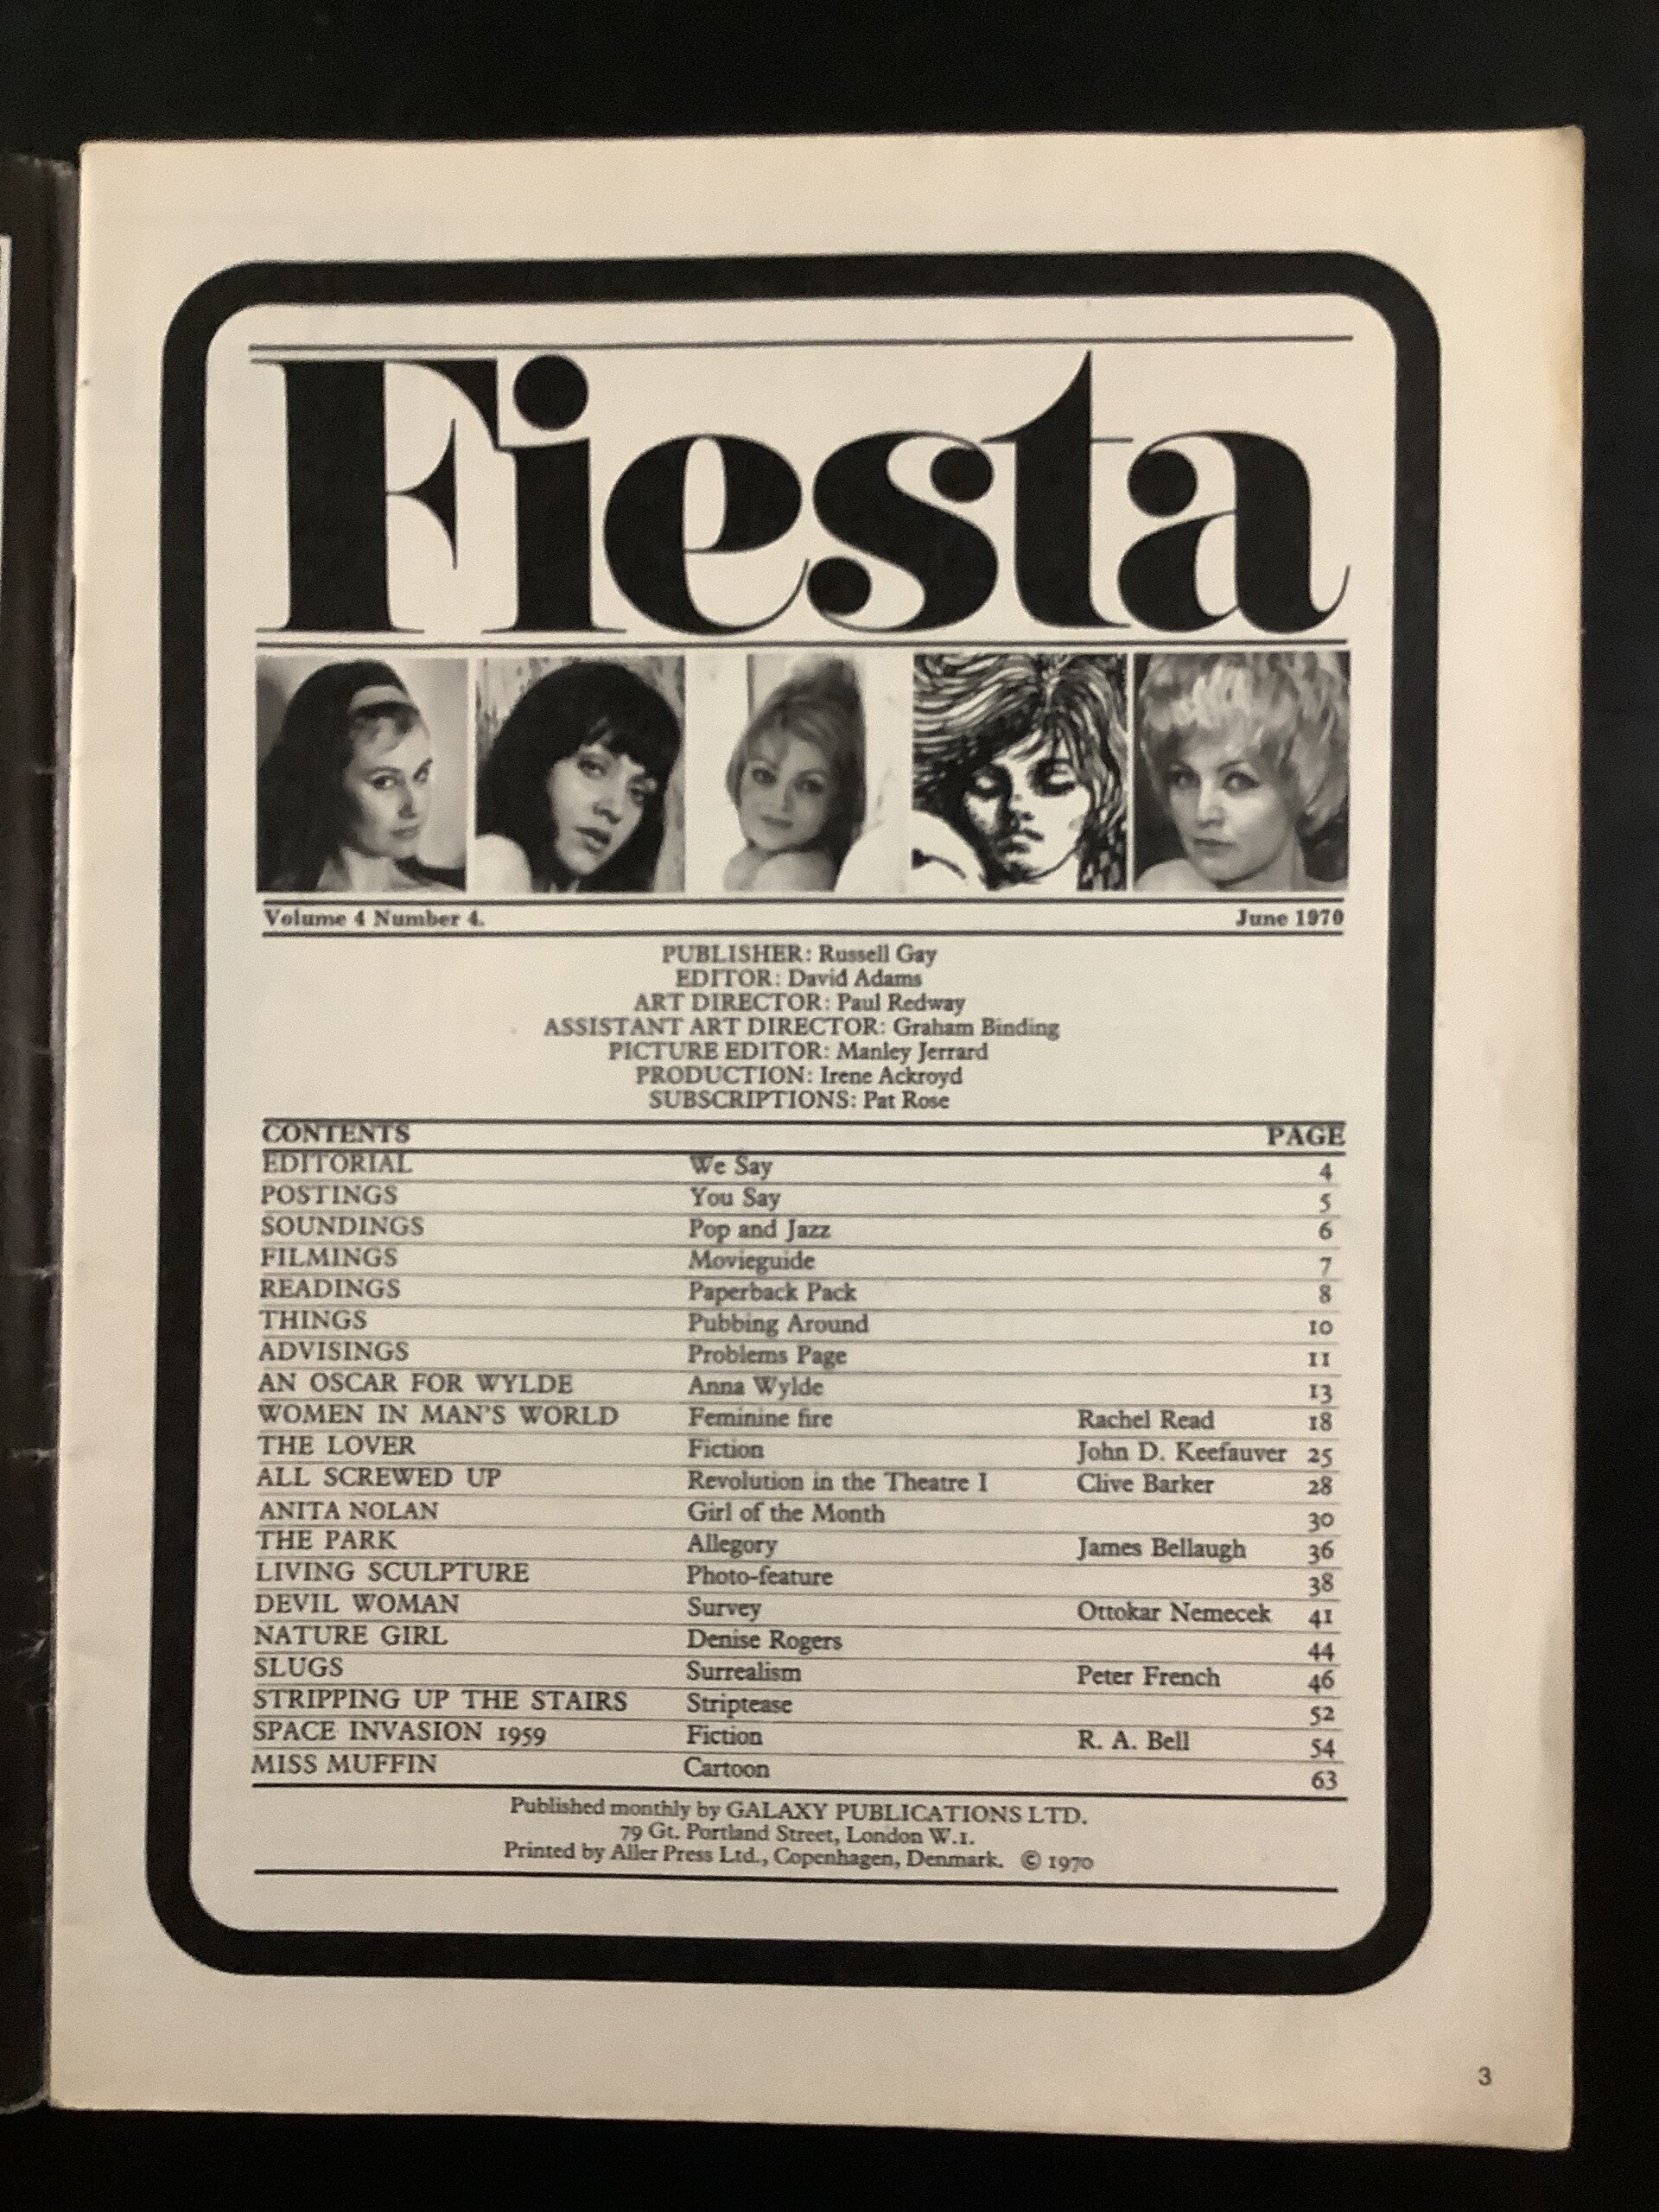 Fiesta
Volume 4 Number 4. June 1970
PUBLISHER: Russell Gay
EDITOR: David Adams
ART DIRECTOR: Paul Redway
ASSISTANT ART DIRECTOR: Graham Binding
PICTURE EDITOR: Manley Jerrard
PRODUCTION: Irene Ackroyd
SUBSCRIPTIONS: Pat Rose
CONTENTS PAGE
EDITORIAL We Say 4
POSTINGS You Say 5
SOUNDINGS Pop and Jazz 6
FILMINGS Movieguide 7
READINGS Paperback Pack 8
THINGS Pubbing Around 10
ADVISINGS Problems Page 11
AN OSCAR FOR WYLDE Anna Wylde 13
WOMEN IN MAN'S WORLD Feminine fire Rachel Read 18
THE LOVER Fiction John D. Keefauver 25
ALL SCREWED UP Revolution in the Theatre I Clive Barker 28
ANITA NOLAN Girl of the Month 30
THE PARK Allegory James Bellaugh 36
LIVING SCULPTURE Photo-feature 38
DEVIL WOMAN Survey Ottokar Nemecek 41
NATURE GIRL Denise Rogers 44
SLUGS Surrealism Peter French 46
STRIPPING UP THE STAIRS Striptease 52
SPACE INVASION 1959 Fiction R. A. Bell 54
MISS MUFFIN Cartoon 63
Published monthly by GALAXY PUBLICATIONS LTD.
79 Gt. Portland Street, London W.1.
Printed by Aller Press Ltd., Copenhagen, Denmark. © 1970
3